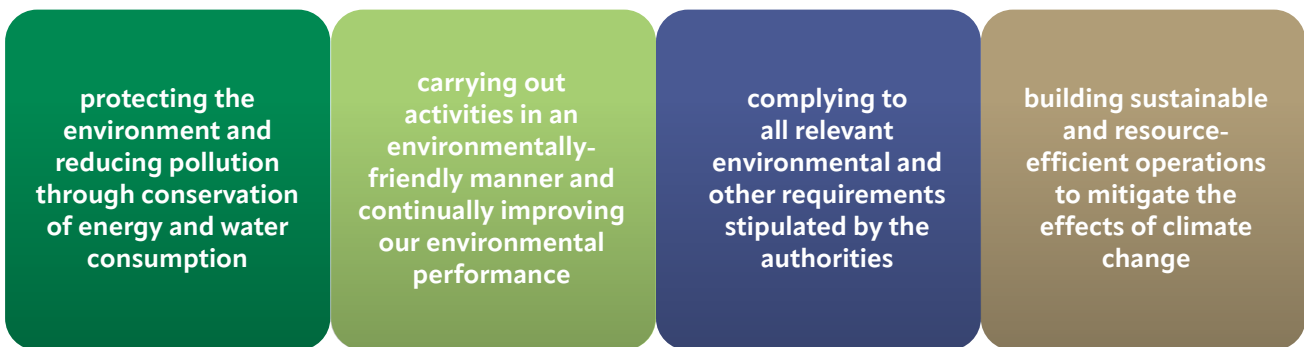 protecting the
environment and
reducing pollution
through conservation
of energy and water
consumption
carrying out
activities in an
environmentally-
friendly manner and
continually improving
our environmental
performance
complying to
all relevant
environmental and
other requirements
stipulated by the
authorities
building sustainable
and resource-
efficient operations
to mitigate the
effects of climate
change